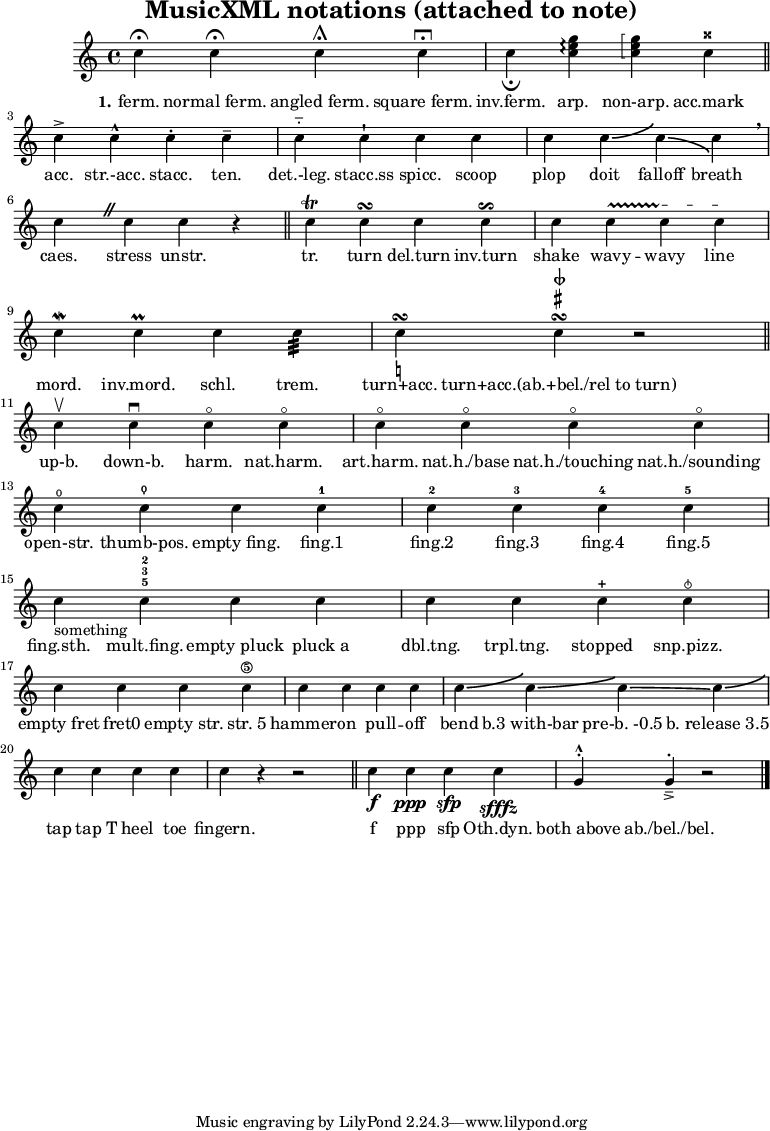 MusicXML notations (attached to note)
1. ferm. normal ferm. angled ferm. square ferm. inv.ferm. arp. non-arp. acc.mark
3
acc. str.-acc. stacc. ten. det.-leg. stacc.ss spicc. scoop plop doit falloff breath
6
caes. stress unstr. tr. turn del.turn inv.turn shake wavy – wavy line
9
mord. inv.mord. schl. trem. turn+acc. turn+acc.(ab.+bel./rel to turn)
11
up-b. down-b. harm. nat.harm. art.harm. nat.h./base nat.h./touching nat.h./sounding
13
1 2 3 4 5
open-str. thumb-pos. empty fing. fing.1 fing.2 fing.3 fing.4 fing.5
2
3
15 5
something
fing.sth. mult.fing. empty pluck pluck a dbl.tng. trpl.tng. stopped snp.pizz.
17 5
empty fret fret0 empty str. str. 5 hammeron pull – off bend b.3 with-bar pre-b. -0.5 b. release 3.5
20
f ppp sfp sfffz
tap tap T heel toe fingern. f ppp sfp Oth.dyn. both above ab./bel./bel.
Music engraving by LilyPond 2.24.3—www.lilypond.org